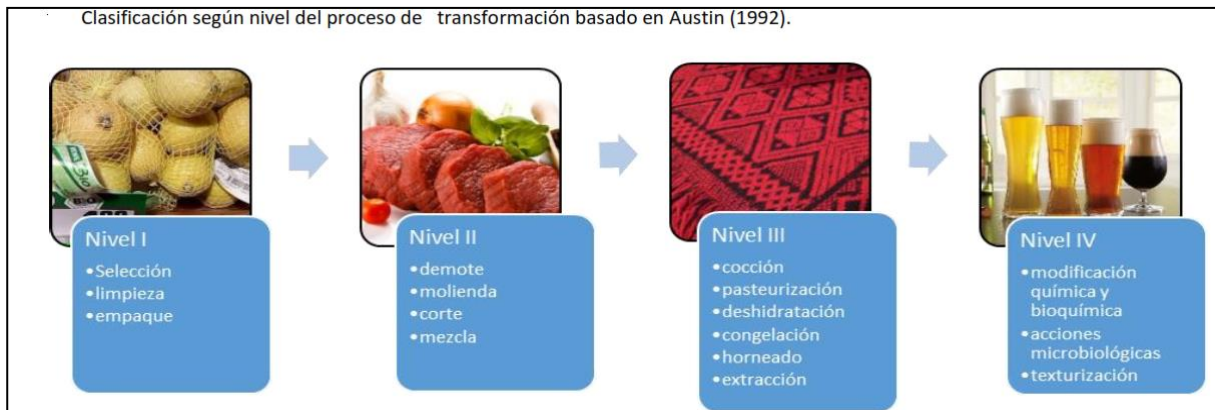 Clasificación según nivel del proceso de transformación basado en Austin (1992).
Nivel I
•Selección
•limpieza
•empaque
Nivel II
•demote
•molienda
•corte
•mezcla
Nivel III
•cocción
•pasteurización
•deshidratación
•congelación
•horneado
•extracción
Nivel IV
•modificación
química y
bioquímica
•acciones
microbiológicas
•texturización